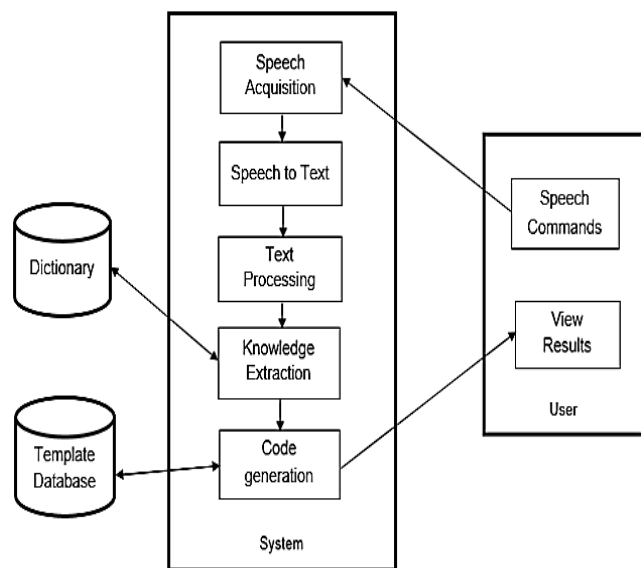 Speech
Acquisition
Speech to Text
Text
Processing
Knowledge
Extraction
Code
generation
System
Dictionary
Template
Database
Speech
Commands
View
Results
User